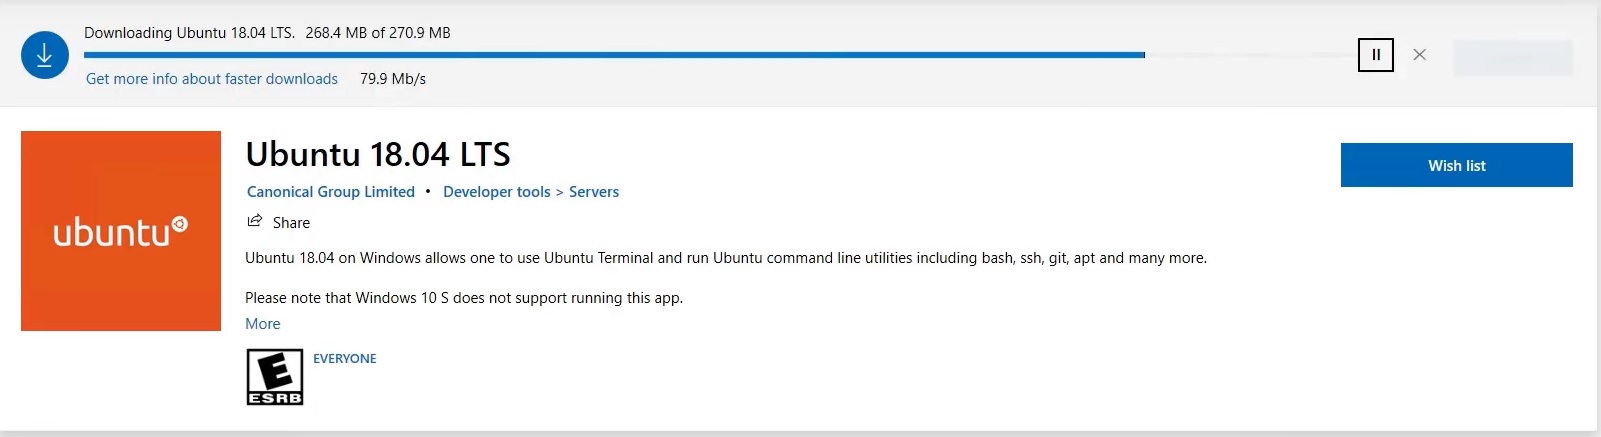 Downloading Ubuntu 18.04 LTS. 268.4 MB of 270.9 MB
Get more info about faster downloads 79.9 Mb/s
ubuntu
Ubuntu 18.04 LTS
Wish list
Canonical Group Limited • Developer tools > Servers
Share
Ubuntu 18.04 on Windows allows one to use Ubuntu Terminal and run Ubuntu command line utilities including bash, ssh, git, apt and many more.
Please note that Windows 10 S does not support running this app.
More
E
EVERYONE
ESRB